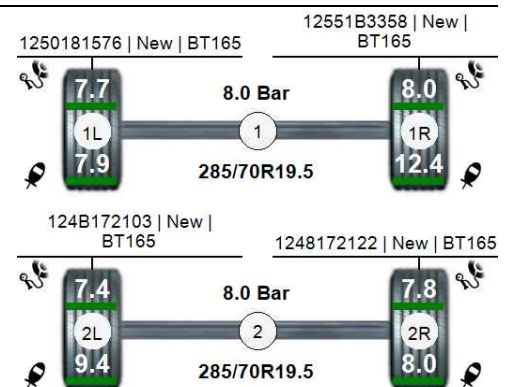 12551B3358 | New |
BT165
1250181576 | New | BT165
7.7
8.0 Bar
8.0
1L
1
1R
7.9
285/70R19.5
12.4
124B172103 | New |
BT165
1248172122 | New | BT165
7.4
8.0 Bar
7.8
2L
2
2R
9.4
285/70R19.5
8.0